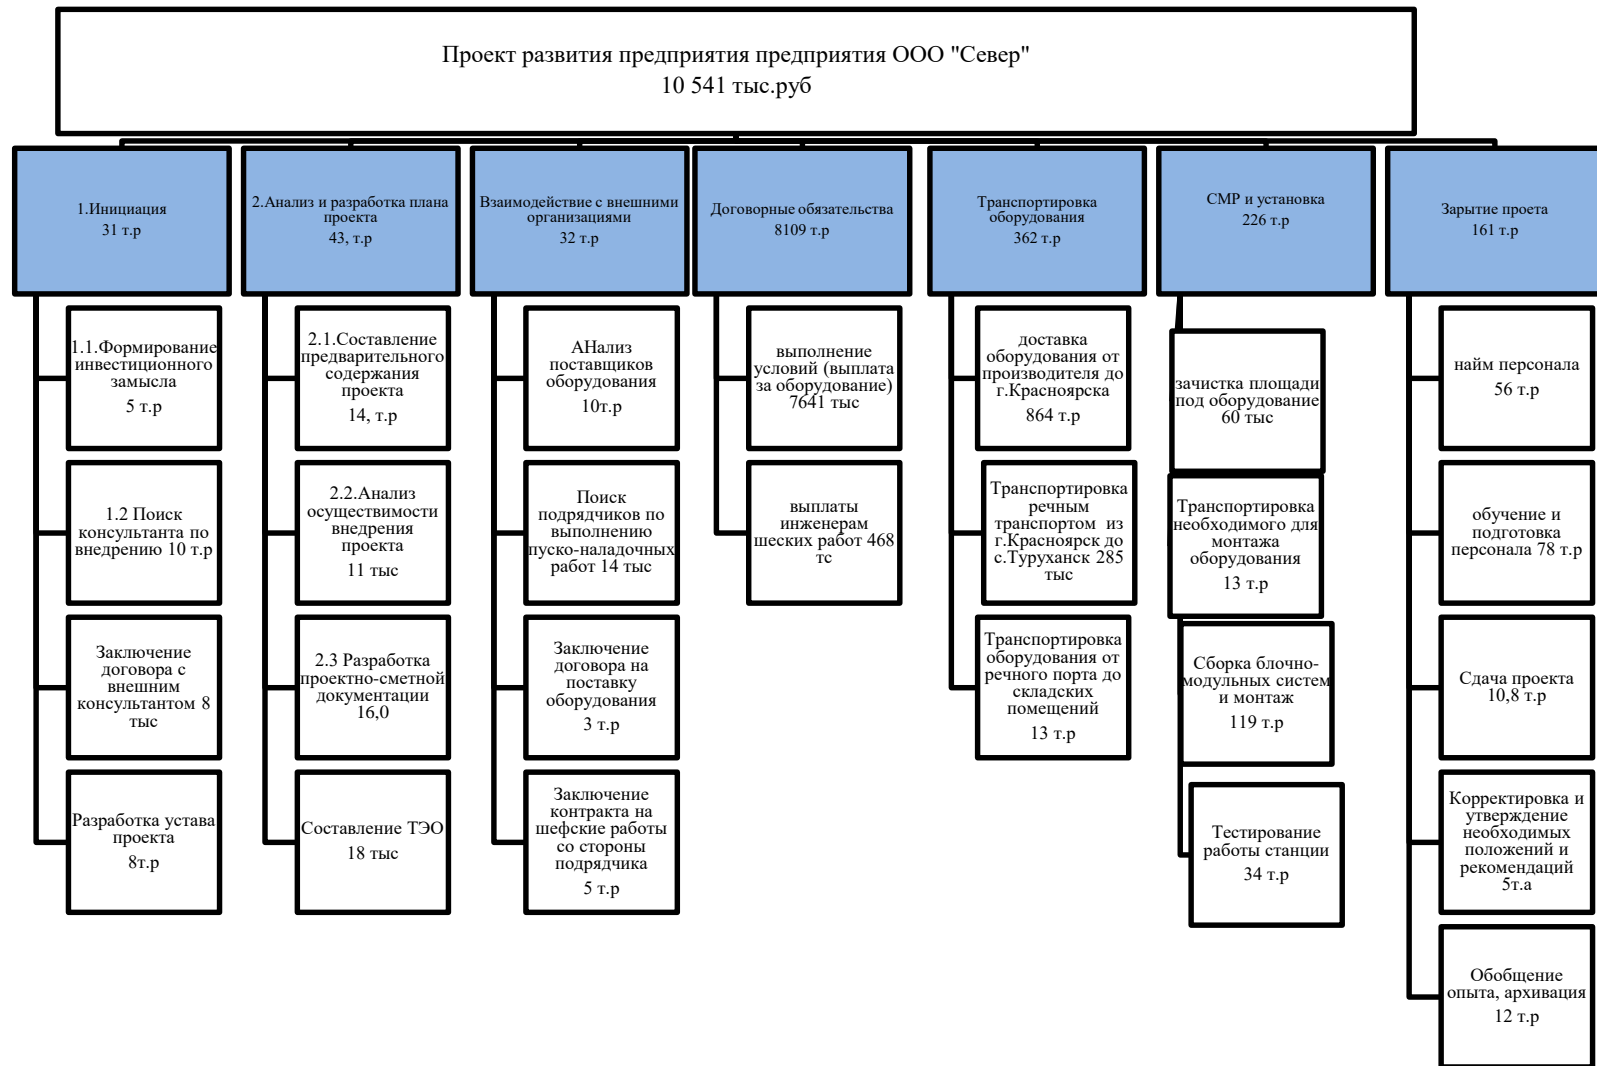 Проект развития предприятия предприятия ООО "Север"
10 541 тыс.руб
1.Инициация
31 т.р
2.Анализ и разработка плана
проекта
43, т.р
Взаимодействие с внешними
организациями
32 т.р
Договорные обязательства
8109 т.р
Транспортировка
оборудования
362 т.р
СМР и установка
226 т.р
Зарытие проета
161 т.р
1.1.Формирование
инвестиционного
замысла
5 т.р
1.2 Поиск
консультанта по
внедрению 10 т.р
Заключение
договора с
внешним
консультантом 8
тыс
Разработка устава
проекта
8т.р
2.1.Составление
предварительного
содержания
проекта
14, т.р
2.2.Анализ
осуществимости
внедрения
проекта
11 тыс
2.3 Разработка
проектно-сметной
документации
16,0
Составление ТЭО
18 тыс
АНализ
поставщиков
оборудования
10т.р
Поиск
подрядчиков по
выполнению
пуско-наладочных
работ 14 тыс
Заключение
договора на
поставку
оборудования
3 т.р
Заключение
контракта на
шефские работы
со стороны
подрядчика
5 т.р
выполнение
условий (выплата
за оборудование)
7641 тыс
выплаты
инженерам
шеских работ 468
тс
доставка
оборудования от
производителя до
г.Красноярска
864 т.р
Транспортировка
речным
транспортом из
г.Красноярск до
с.Туруханск 285
тыс
Транспортировка
оборудования от
речного порта до
складских
помещений
13 т.р
зачистка площади
под оборудование
60 тыс
Транспортировка
необходимого для
монтажа
оборудования
13 т.р
Сборка блочно-
модульных систем
и монтаж
119 т.р
Тестирование
работы станции
34 т.р
найм персонала
56 т.р
обучение и
подготовка
персонала 78 т.р
Сдача проекта
10,8 т.р
Корректировка и
утверждение
необходимых
положений и
рекомендаций
5т.а
Обобщение
опыта, архивация
12 т.р